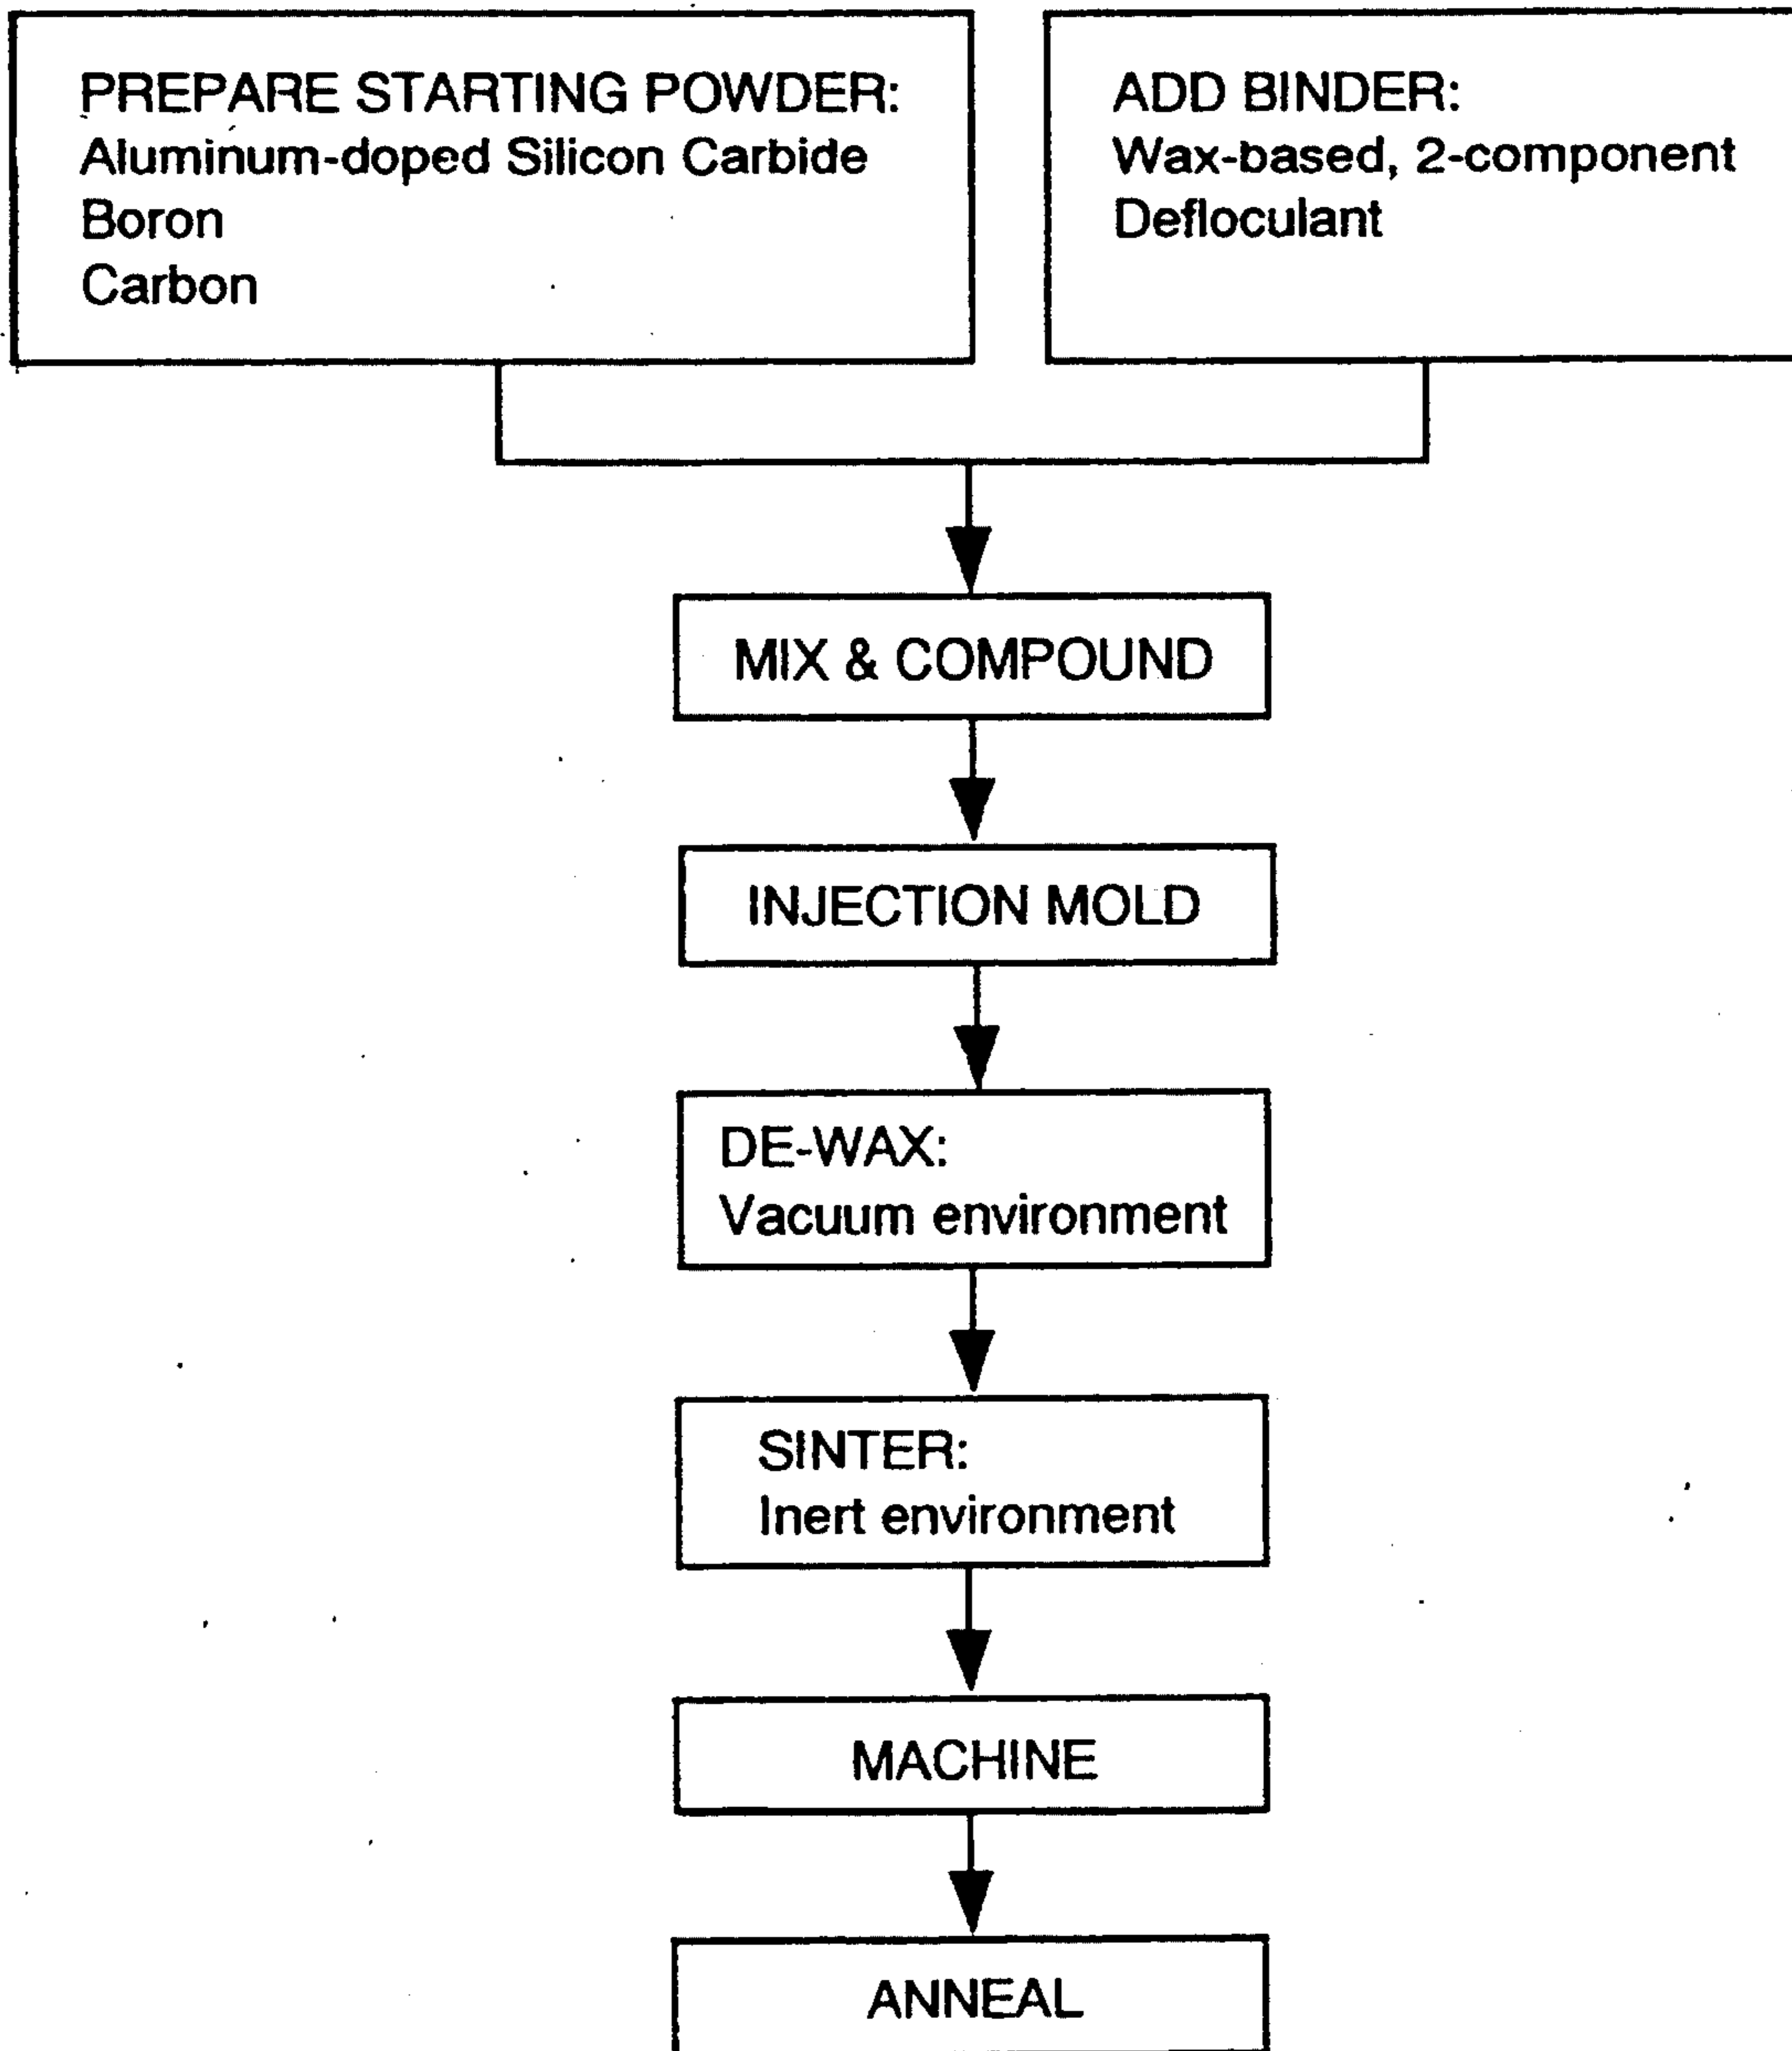 PREPARE STARTING POWDER:
Aluminum-doped Silicon Carbide
Boron
Carbon
ADD BINDER:
Wax-based, 2-component
Defloculant
MIX & COMPOUND
INJECTION MOLD
DE-WAX:
Vacuum environment
SINTER:
Inert environment
MACHINE
ANNEAL